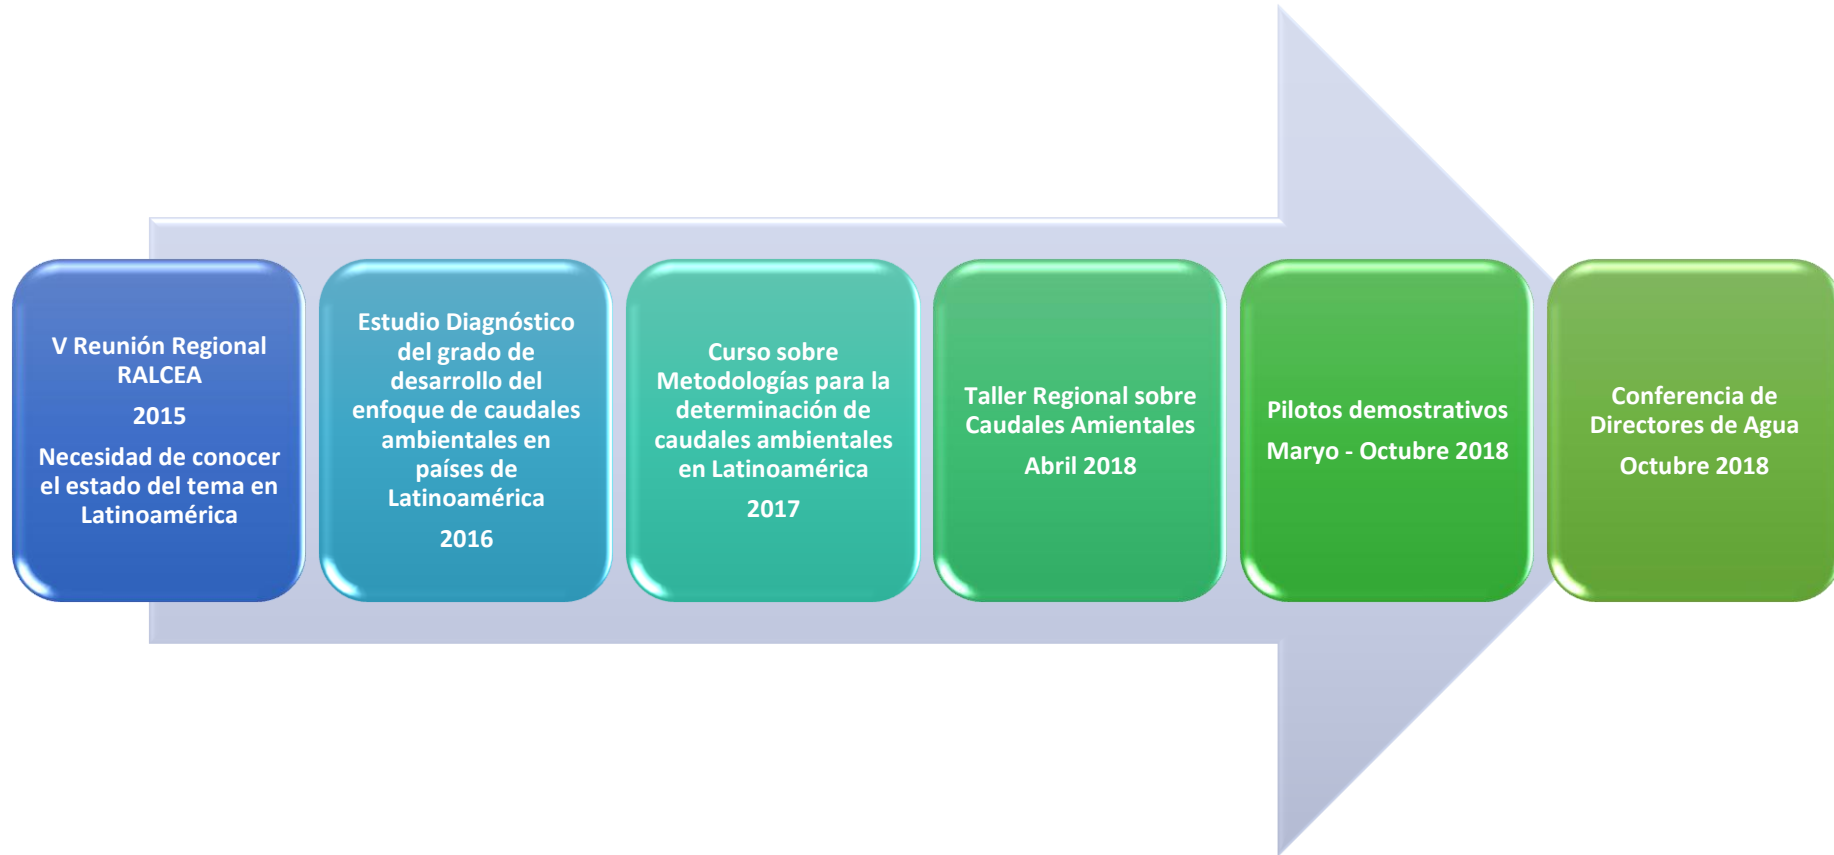 V Reunión Regional
RALCEA
2015
Necesidad de conocer
el estado del tema en
Latinoamérica
Estudio Diagnóstico
del grado de
desarrollo del
enfoque de caudales
ambientales en
países de
Latinoamérica
2016
Curso sobre
Metodologías para la
determinación de
caudales ambientales
en Latinoamérica
2017
Taller Regional sobre
Caudales Amientales
Abril 2018
Pilotos demostrativos
Maryo - Octubre 2018
Conferencia de
Directores de Agua
Octubre 2018